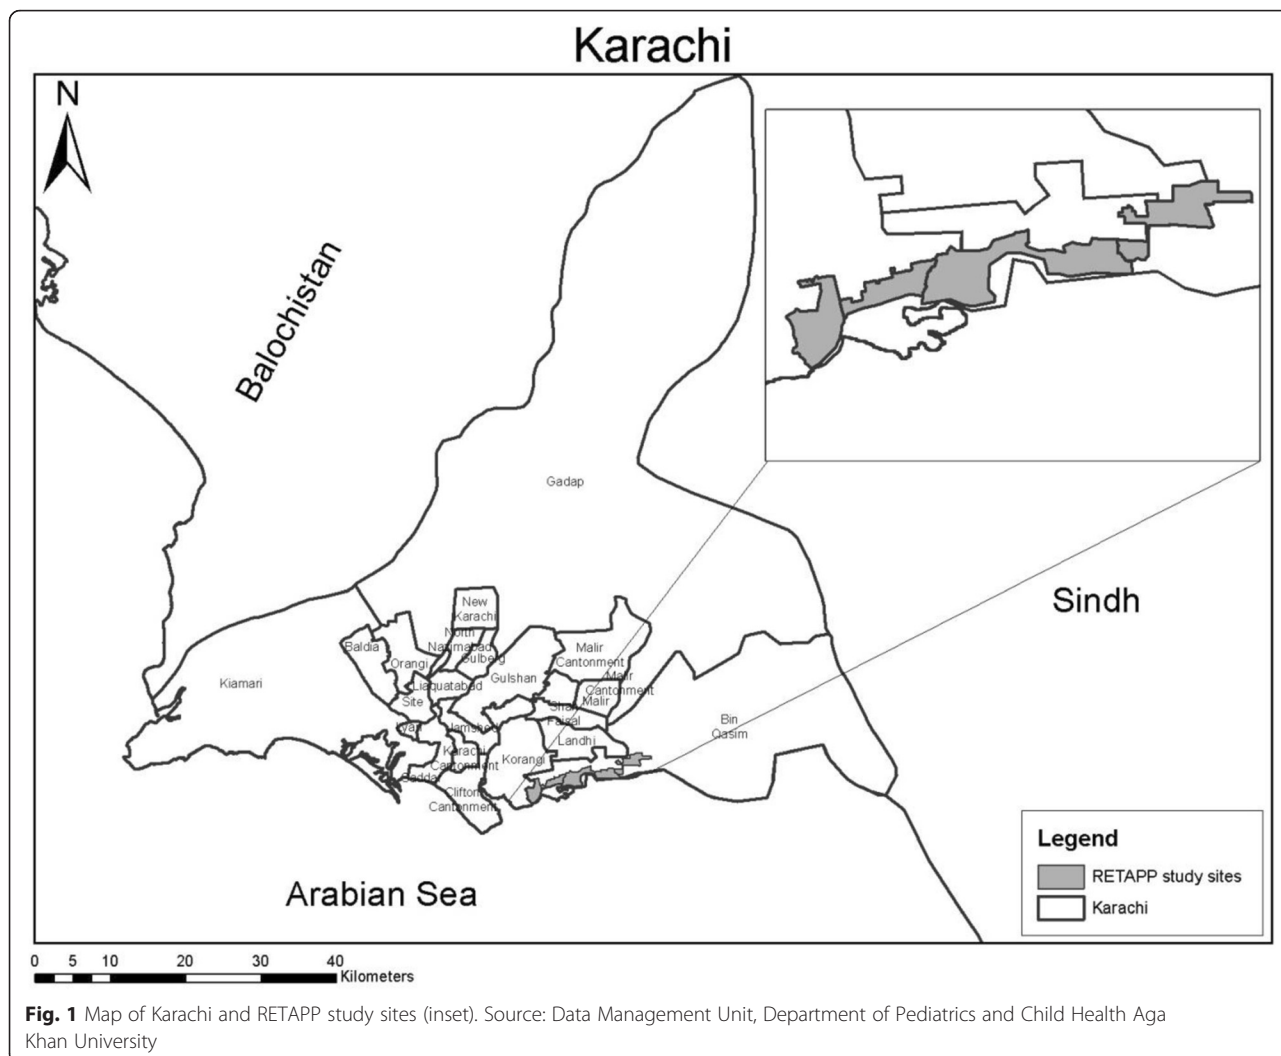 Karachi
N
Balochistan
Gadap
Sindh
New
Karachi
North
Nazimabad
Gulberg
Baldia
Orangi
Malir
Cantonment
Gulshan
Malir
Cantonment
Malir
Kiamari
Liaquatabad
Site
Shah
Faisal
Lyari
Jamshed
Landhi
Bin
Qasim
Karachi
Cantonment
Korangi
Saddar
Clifton
Cantonment
Arabian Sea
Legend
RETAPP study sites
Karachi
0 5 10 20 30 40
Kilometers
Fig. 1 Map of Karachi and RETAPP study sites (inset). Source: Data Management Unit, Department of Pediatrics and Child Health Aga
Khan University